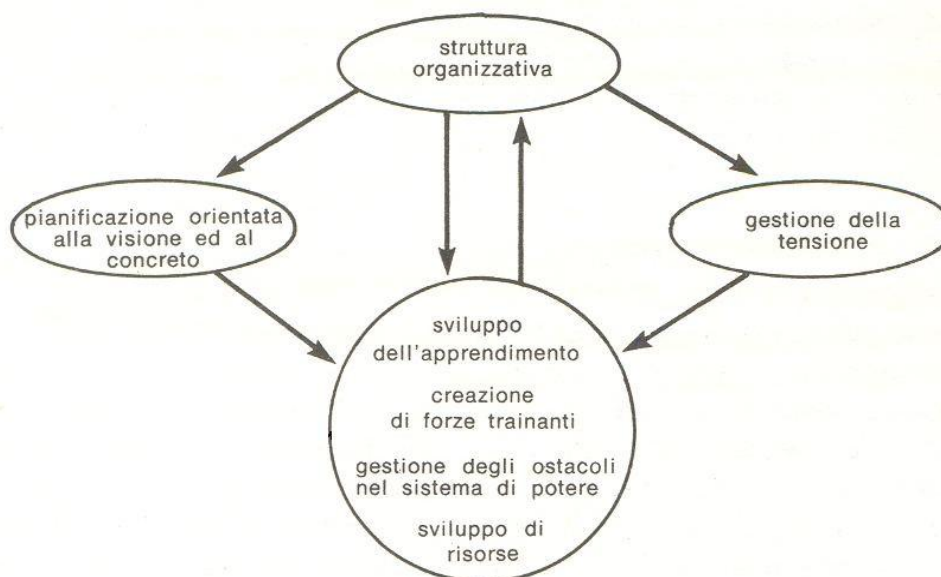 struttura
organizzativa
pianificazione orientata
alla visione ed al
concreto
gestione della
tensione
sviluppo
dell'apprendimento
creazione
di forze trainanti
gestione degli ostacoli
nel sistema di potere
sviluppo di
risorse